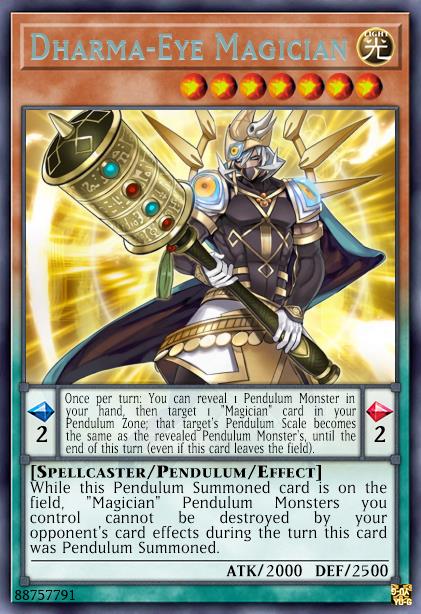 Dharma-Eye Magician
LIGHT
光
Once per turn: You can reveal 1 Pendulum Monster in
your hand, then target 1 "Magician" card in your
Pendulum Zone; that target's Pendulum Scale becomes
the same as the revealed Pendulum Monster's, until the
end of this turn (even if this card leaves the field).
2
2
[Spellcaster/Pendulum/Effect]
While this Pendulum Summoned card is on the
field, "Magician" Pendulum Monsters you
control cannot be destroyed by your
opponent's card effects during the turn this card
was Pendulum Summoned.
ATK/2000 DEF/2500
88757791